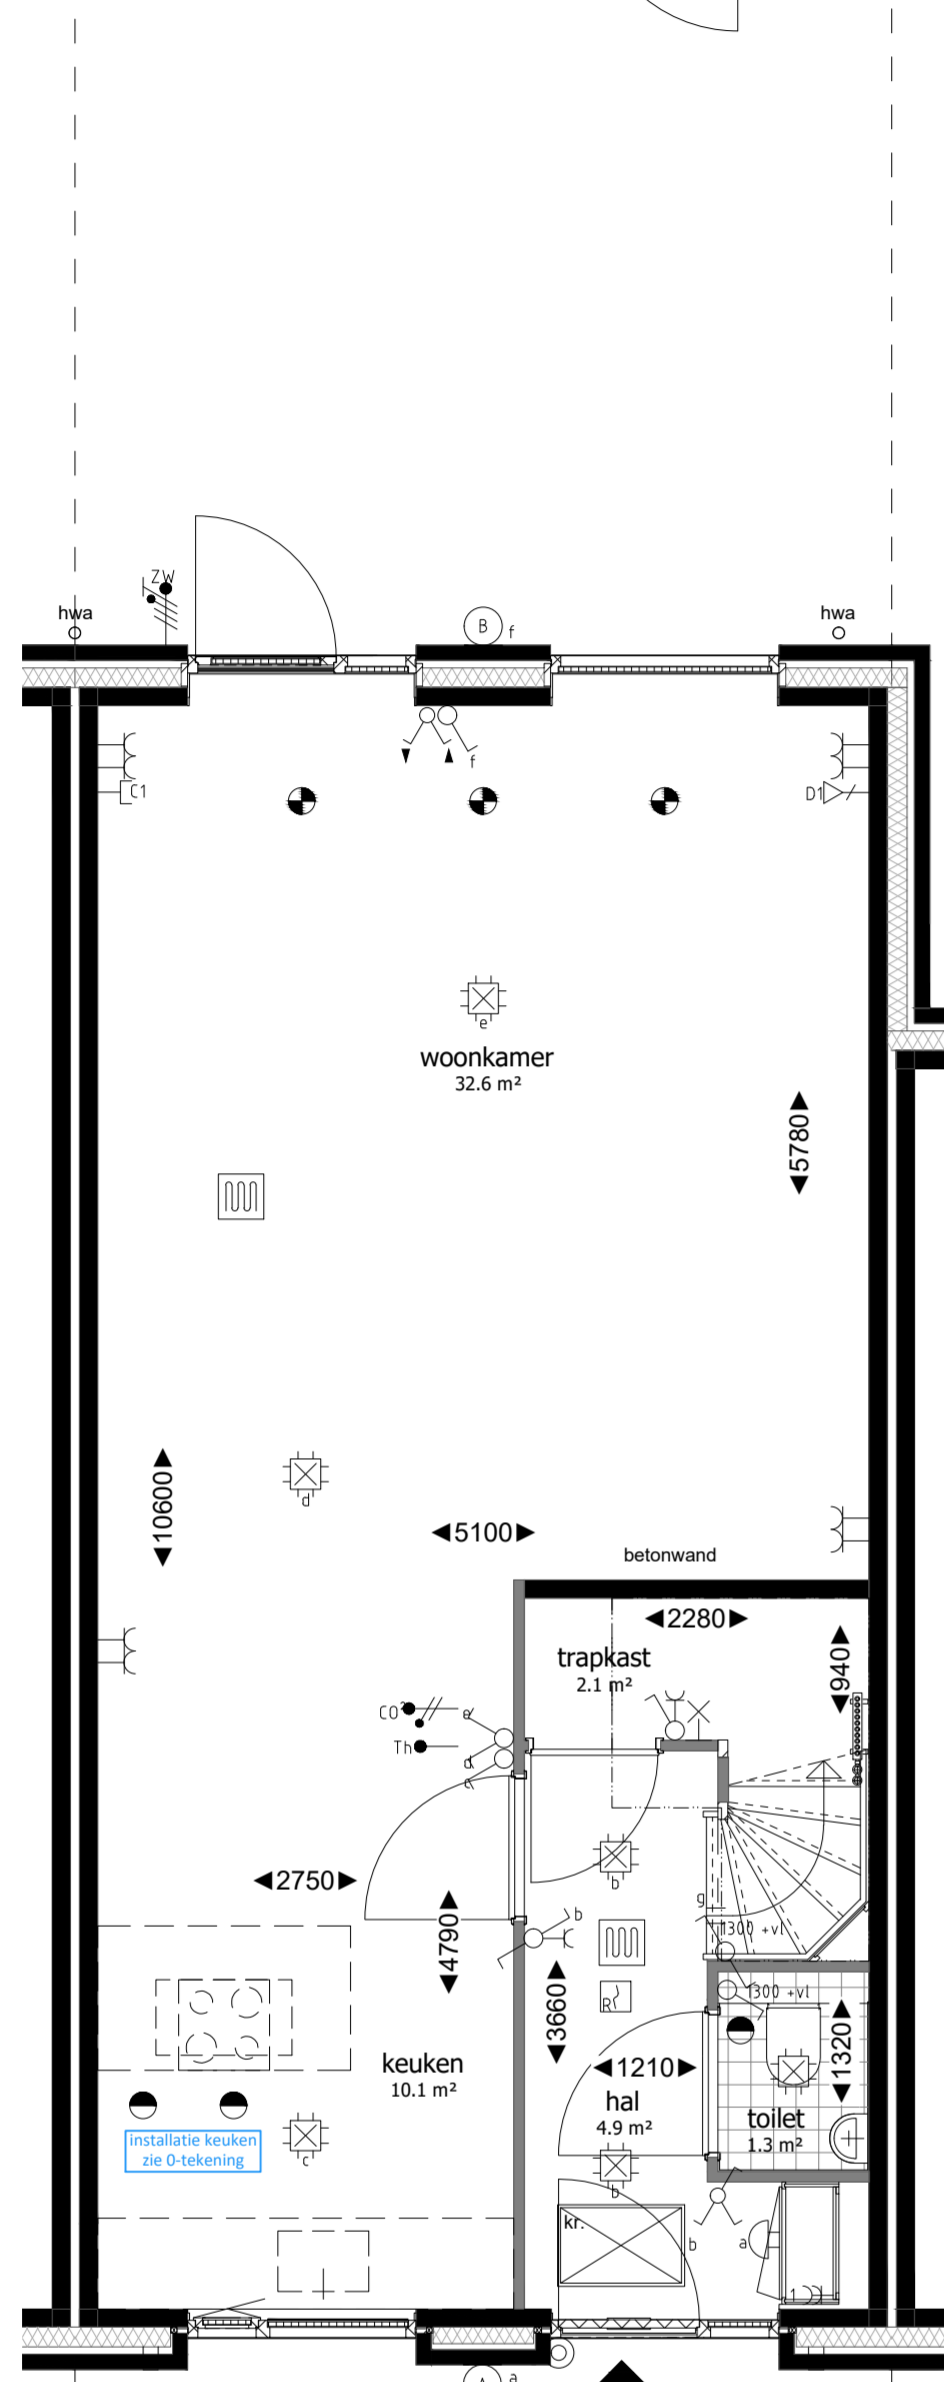 ZW
hwa
B
f
hwa
f
C1
D1
e
woonkamer
32.6 m²
5780
d
10600
5100
betonwand
2280
trapkast
2.1 m²
940
CO²
e
Th
d
c
b
2750
g
b
1300 +vl
4790
1300 +vl
R
3660
1320
1210
keuken
10.1 m²
hal
4.9 m²
toilet
1.3 m²
installatie keuken
zie 0-tekening
c
b
kr.
b
a
1
A
a